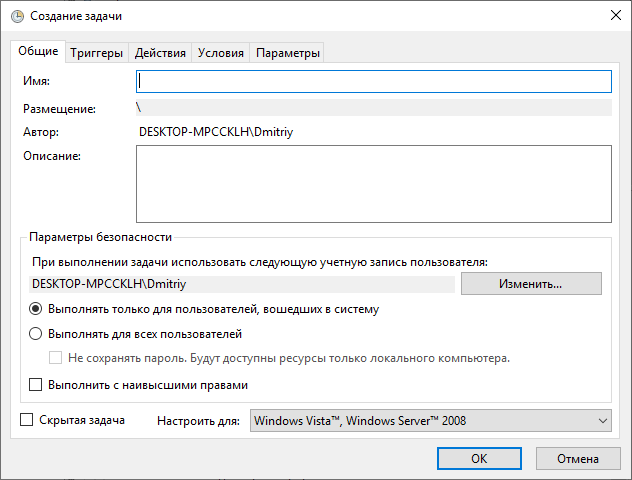 Создание задачи
Общие Триггеры Действия Условия Параметры
Имя:
Размещение: \
Автор: DESKTOP-MPCCKLH\Dmitriy
Описание:
Параметры безопасности
При выполнении задачи использовать следующую учетную запись пользователя:
DESKTOP-MPCCKLH\Dmitriy Изменить...
Выполнять только для пользователей, вошедших в систему
Выполнять для всех пользователей
Не сохранять пароль. Будут доступны ресурсы только локального компьютера.
Выполнить с наивысшими правами
Скрытая задача Настроить для: Windows Vista™, Windows Server™ 2008
OK Отмена